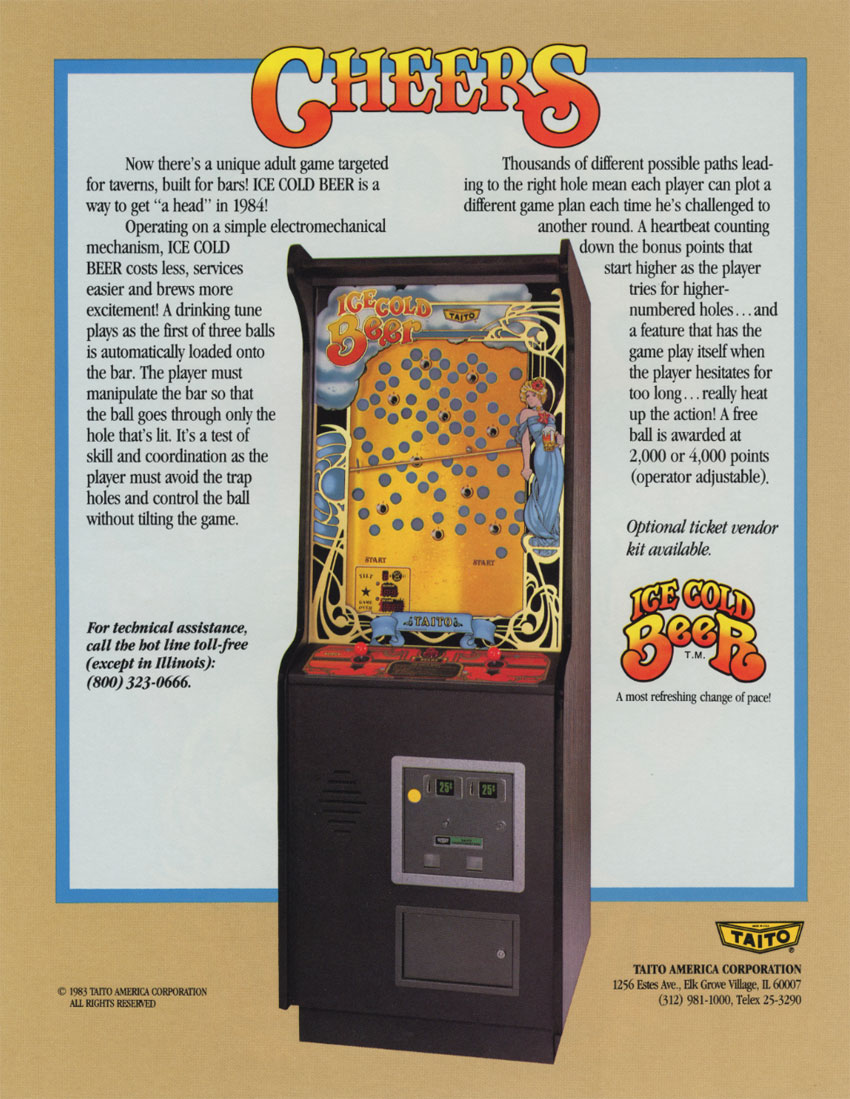 CHEERS
Now there's a unique adult game targeted
for taverns, built for bars! ICE COLD BEER is a
way to get "a head" in 1984!
Operating on a simple electromechanical
mechanism, ICE COLD
BEER costs less, services
easier and brews more
excitement! A drinking tune
plays as the first of three balls
is automatically loaded onto
the bar. The player must
manipulate the bar so that
the ball goes through only the
hole that's lit. It's a test of
skill and coordination as the
player must avoid the trap
holes and control the ball
without tilting the game.
For technical assistance,
call the hot line toll-free
(except in Illinois):
(800) 323-0666.
Thousands of different possible paths lead-
ing to the right hole mean each player can plot a
different game plan each time he's challenged to
another round. A heartbeat counting
down the bonus points that
start higher as the player
tries for higher-
numbered holes...and
a feature that has the
game play itself when
the player hesitates for
too long...really heat
up the action! A free
ball is awarded at
2,000 or 4,000 points
(operator adjustable).
Optional ticket vendor
kit available.
ICE COLD
BeeR
T.M.
A most refreshing change of pace!
ICE COLD
Beer
TAITO
START
START
TAITO
25¢
25¢
TAITO
TAITO AMERICA CORPORATION
1256 Estes Ave., Elk Grove Village, IL 60007
(312) 981-1000, Telex 25-3290
© 1983 TAITO AMERICA CORPORATION
ALL RIGHTS RESERVED